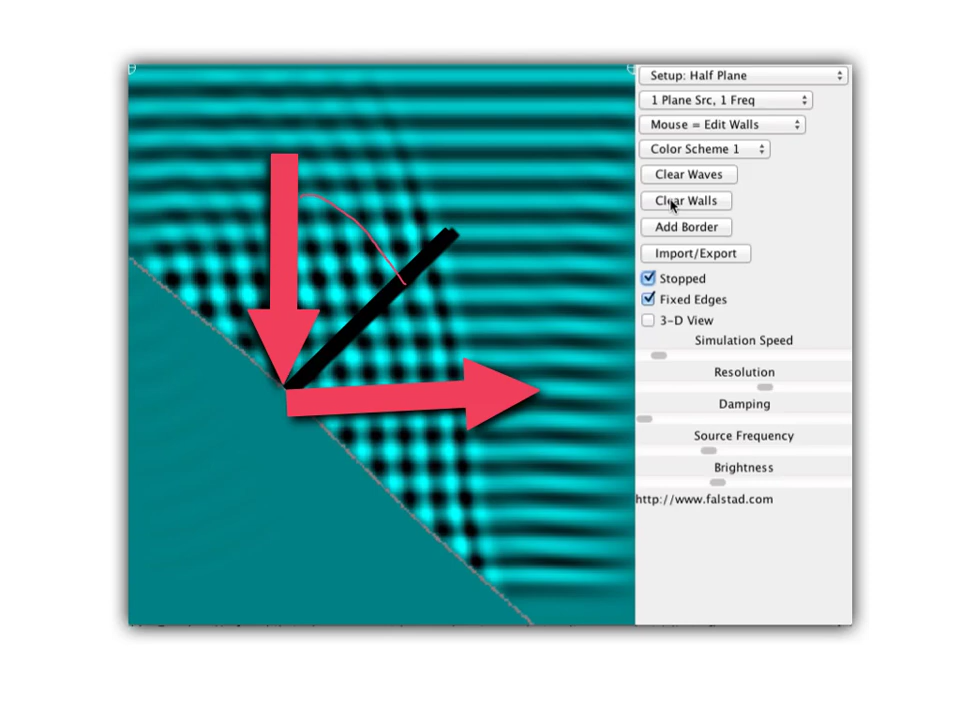 Setup: Half Plane
1 Plane Src, 1 Freq
Mouse = Edit Walls
Color Scheme 1
Clear Waves
Clear Walls
Add Border
Import/Export
Stopped
Fixed Edges
3-D View
Simulation Speed
Resolution
Damping
Source Frequency
Brightness
http://www.falstad.com